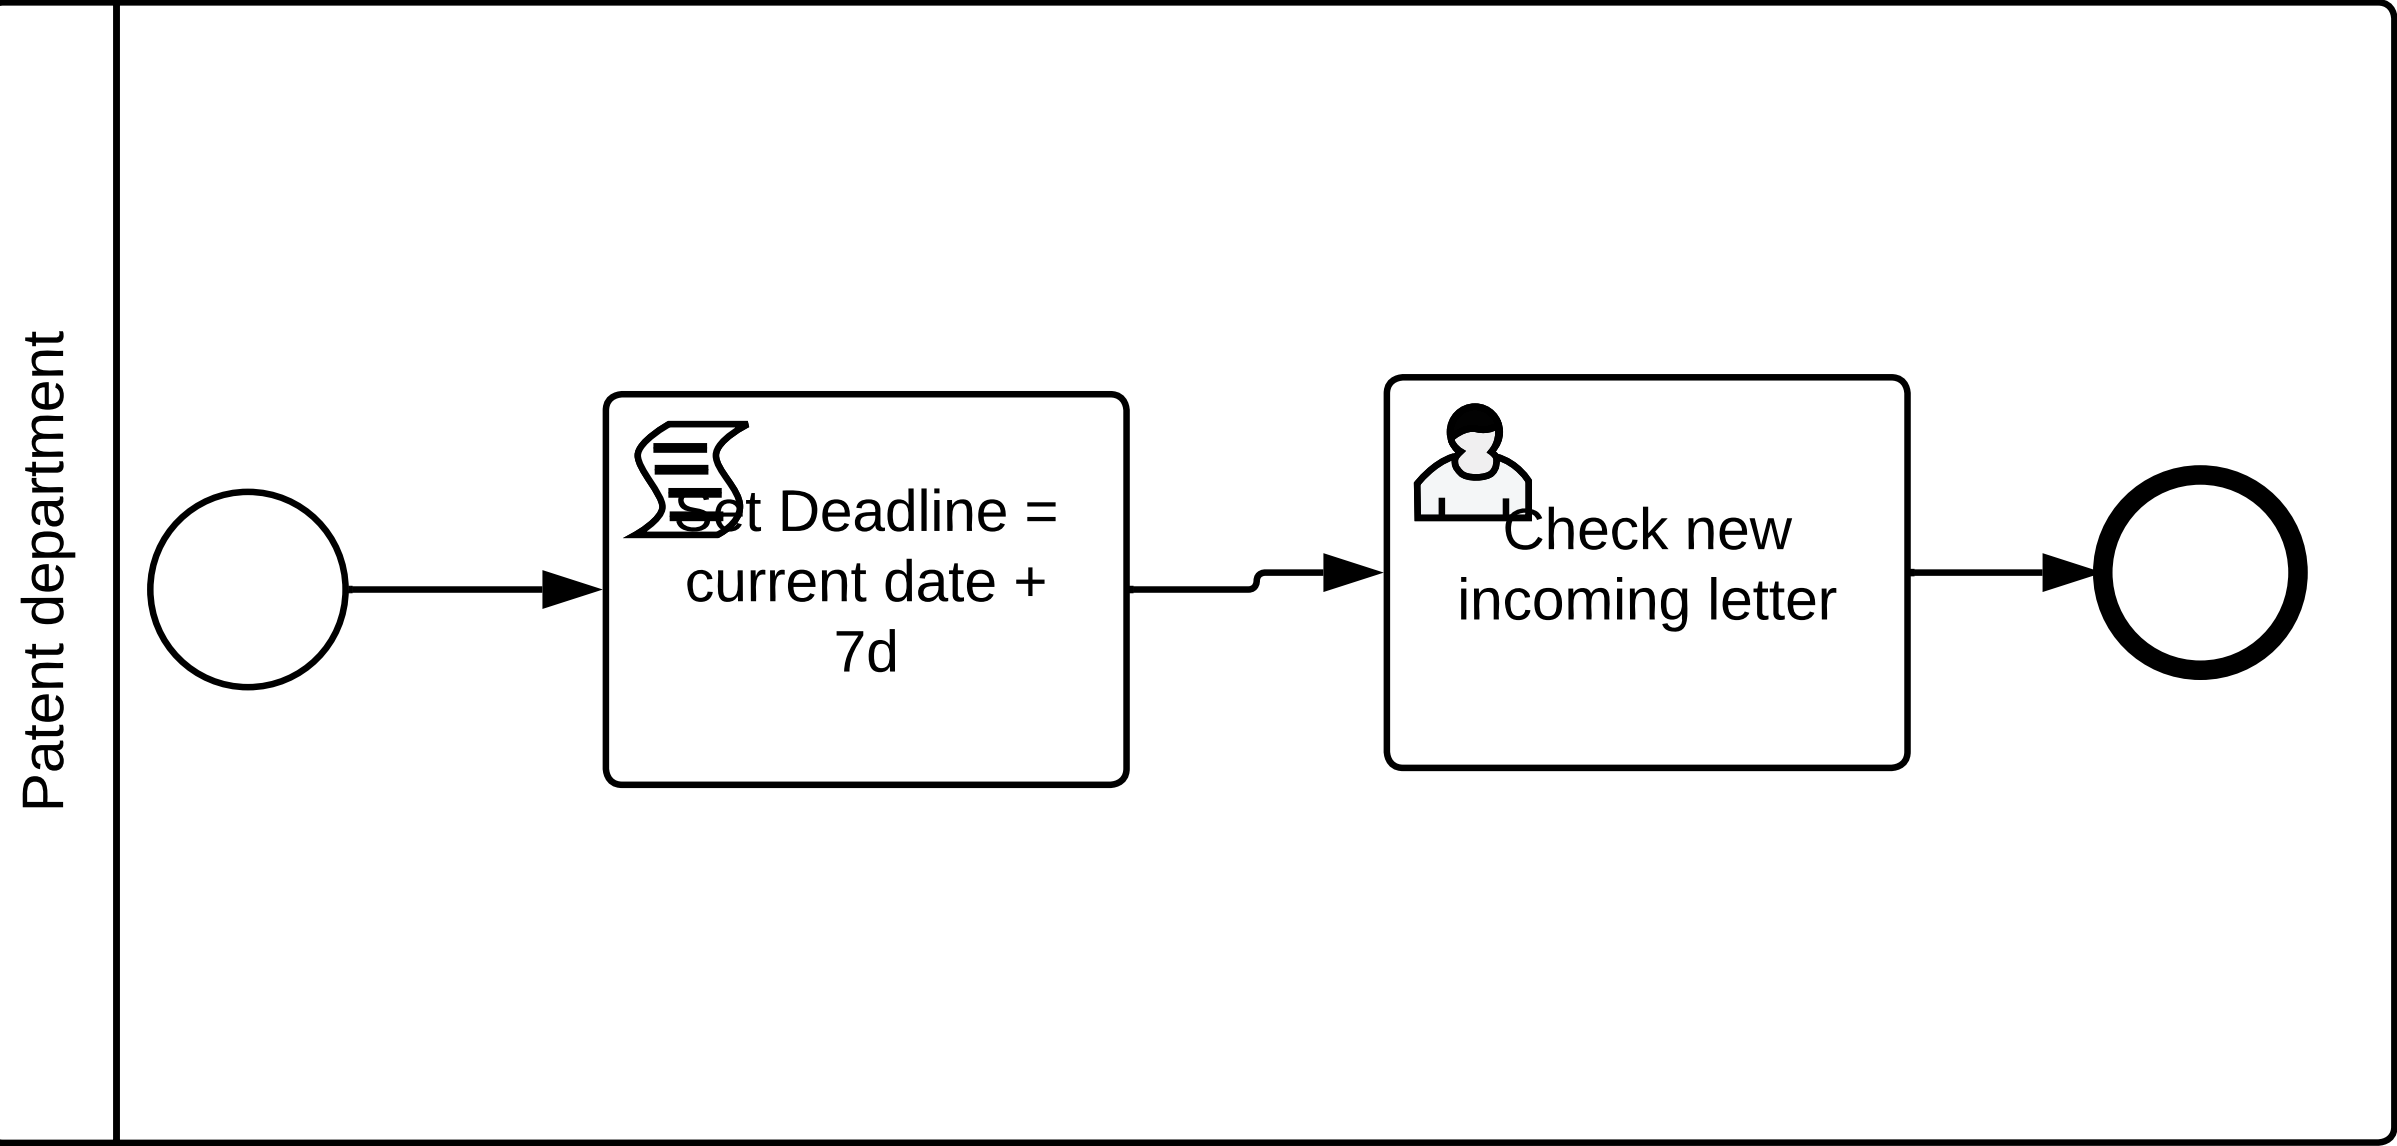 Patent department
Set Deadline =
current date +
7d
Check new
incoming letter